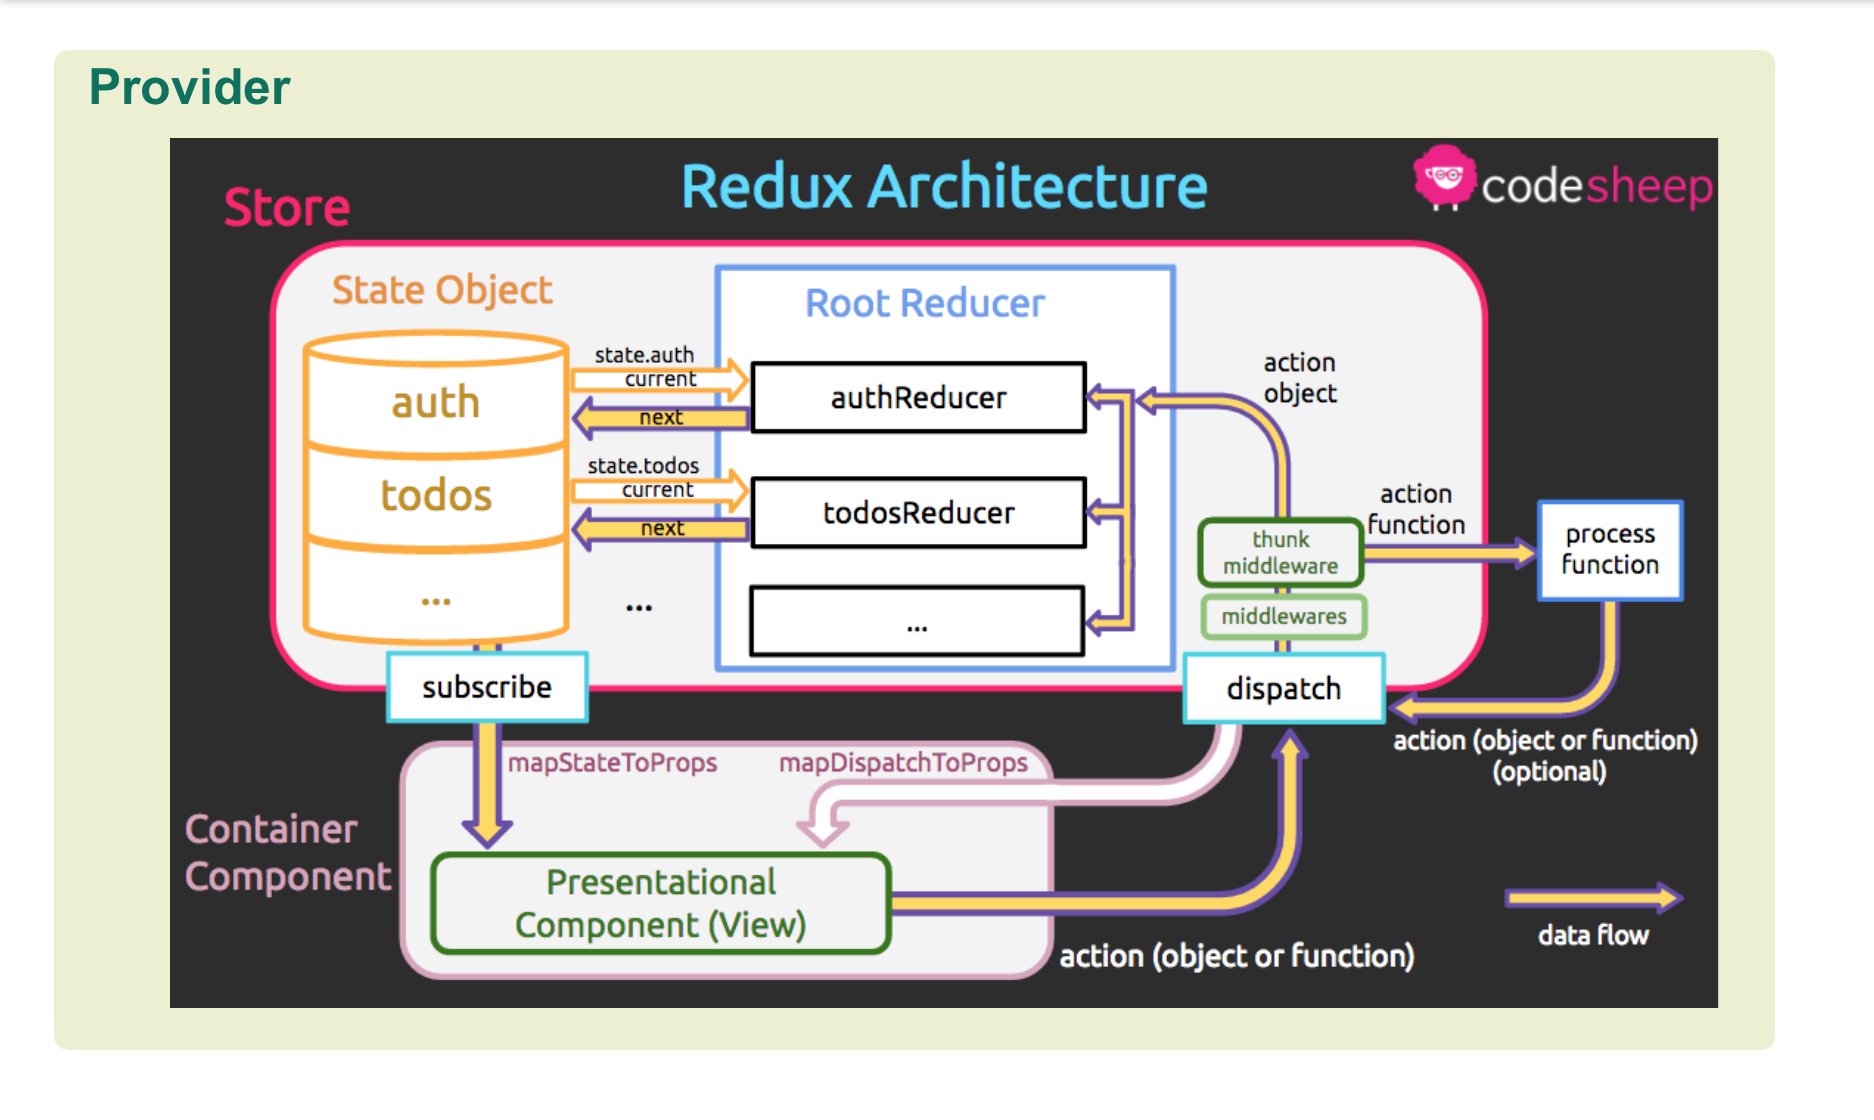 Provider
Redux Architecture
codesheep
Store
State Object
Root Reducer
auth
todos
...
state.auth
current
next
state.todos
current
next
...
authReducer
todosReducer
...
action
object
action
function
thunk
middleware
middlewares
process
function
subscribe
dispatch
action (object or function)
(optional)
mapStateToProps
mapDispatchToProps
Container
Component
Presentational
Component (View)
action (object or function)
data flow